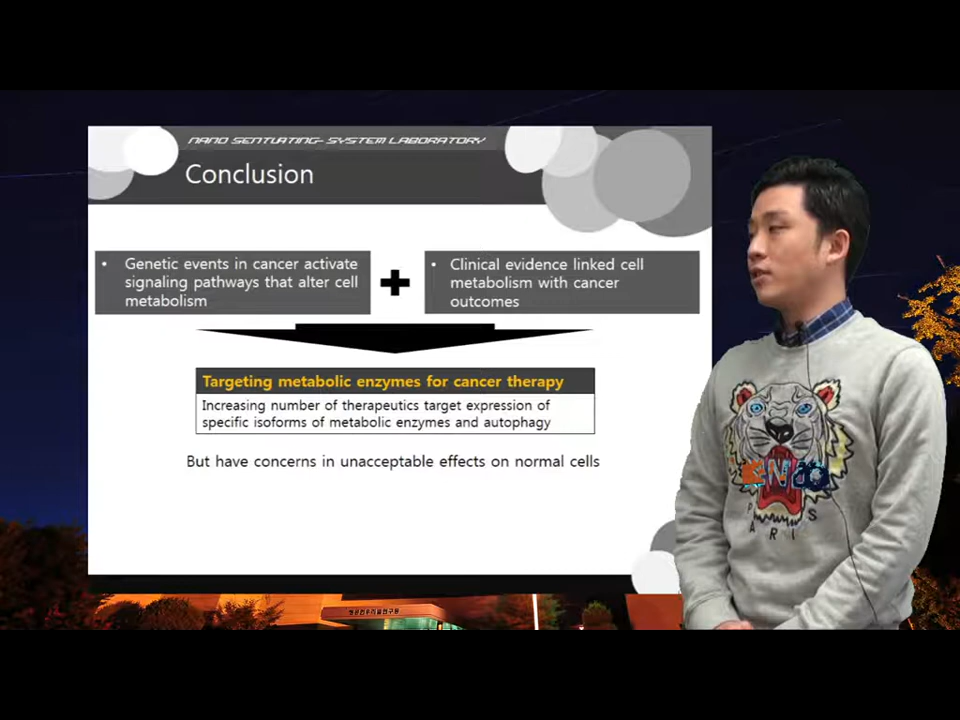 NANO SENTUATING- SYSTEM LABORATORY
Conclusion
• Genetic events in cancer activate
signaling pathways that alter cell
metabolism
+
• Clinical evidence linked cell
metabolism with cancer
outcomes
Targeting metabolic enzymes for cancer therapy
Increasing number of therapeutics target expression of
specific isoforms of metabolic enzymes and autophagy
But have concerns in unacceptable effects on normal cells
PARIS